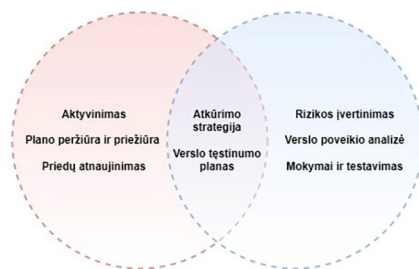 Aktyvinimas
Plano peržiūra ir priežiūra
Priedų atnaujinimas
Atkūrimo
strategija
Verslo tęstinumo
planas
Rizikos įvertinimas
Verslo poveikio analizė
Mokymai ir testavimas